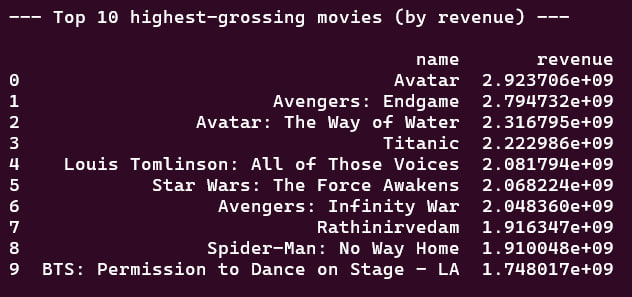 --- Top 10 highest-grossing movies (by revenue) ---
name revenue
0 Avatar 2.923706e+09
1 Avengers: Endgame 2.794732e+09
2 Avatar: The Way of Water 2.316795e+09
3 Titanic 2.222986e+09
4 Louis Tomlinson: All of Those Voices 2.081794e+09
5 Star Wars: The Force Awakens 2.068224e+09
6 Avengers: Infinity War 2.048360e+09
7 Rathinirvedam 1.916347e+09
8 Spider-Man: No Way Home 1.910048e+09
9 BTS: Permission to Dance on Stage - LA 1.748017e+09